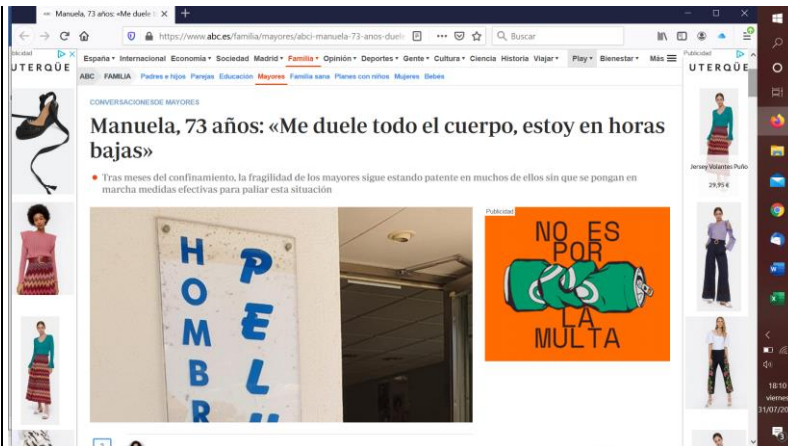 Manuela, 73 años: «Me duele t
https://www.abc.es/familia/mayores/abci-manuela-73-anos-duele
Buscar
Publicidad
UTERQÜE
España Internacional Economía Sociedad Madrid Familia Opinión Deportes Gente Cultura Ciencia Historia Viajar Play Bienestar Más
ABC FAMILIA Padres e hijos Parejas Educación Mayores Familia sana Planes con niños Mujeres Bebés
Publicidad
UTERQÜE
CONVERSACIONESDE MAYORES
Manuela, 73 años: «Me duele todo el cuerpo, estoy en horas
bajas»
Tras meses del confinamiento, la fragilidad de los mayores sigue estando patente en muchos de ellos sin que se pongan en
marcha medidas efectivas para paliar esta situación
Jersey Volantes Puño
29,95 €
HOMBR
PELU
Publicidad
NO ES
POR
LA
MULTA
18:10
viernes
31/07/20